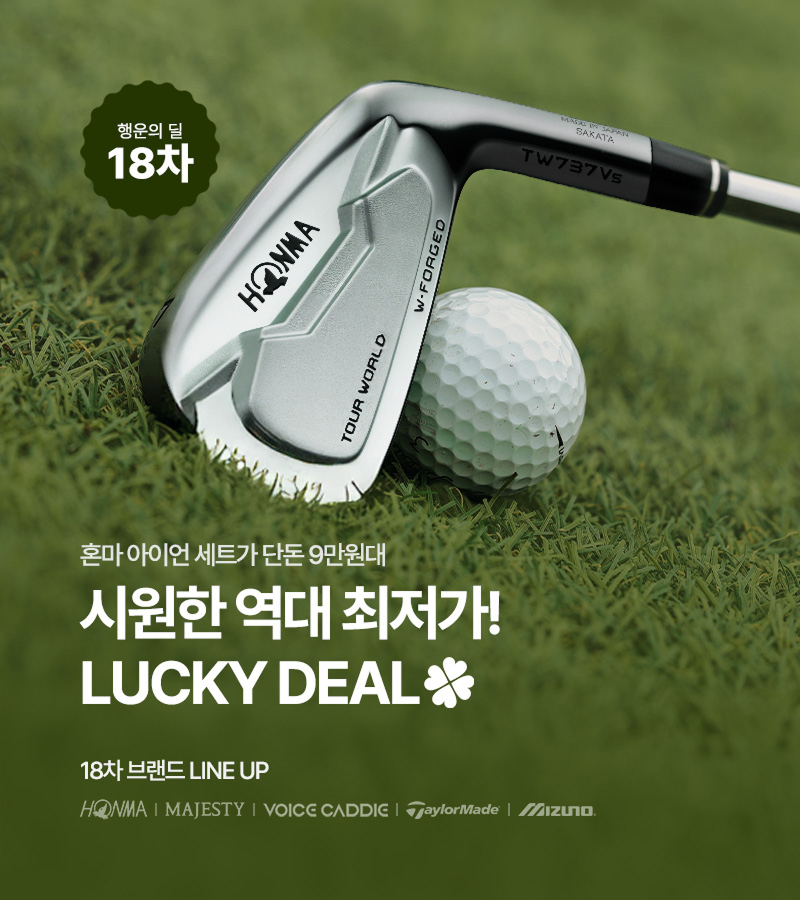 행운의 딜
18차
MADE IN JAPAN
SAKATA
TW737Vs
HONMA
W-FORGED
TOUR WORLD
혼마 아이언 세트가 단돈 9만원대
시원한 역대 최저가!
LUCKY DEAL
18차 브랜드 LINE UP
HONMA | MAJESTY | VOICE CADDIE | TaylorMade | MIZUNO